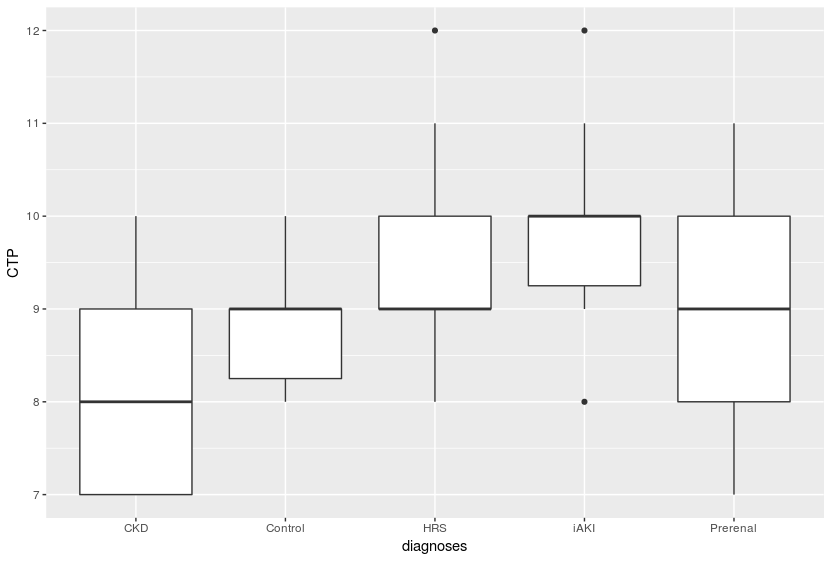 12
11
10
9
8
7
CTP
CKD Control HRS iAKI Prerenal
diagnoses